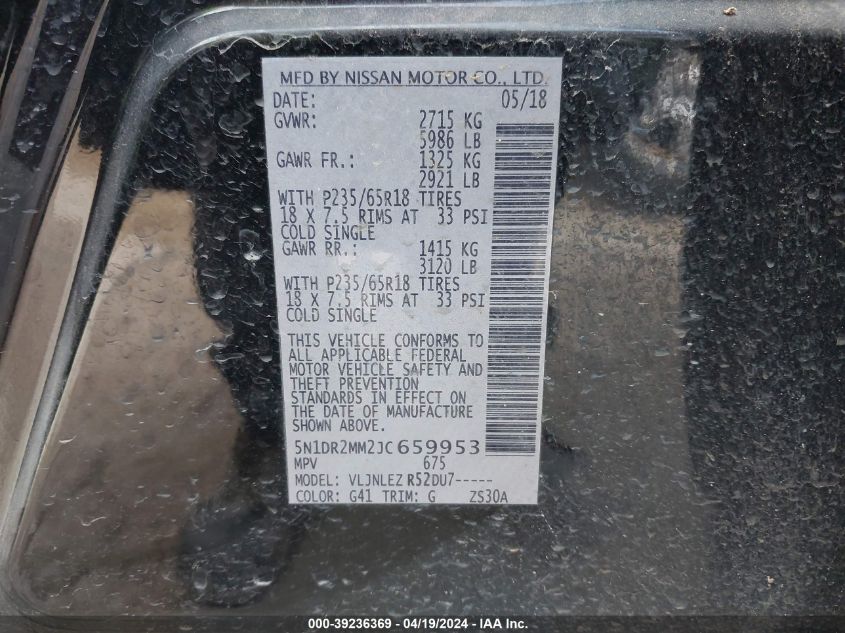 MFD BY NISSAN MOTOR CO., LTD.
DATE: 05/18
GVWR: 2715 KG
5986 LB
GAWR FR.: 1325 KG
2921 LB
WITH P235/65R18 TIRES
18 X 7.5 RIMS AT 33 PSI
COLD SINGLE
GAWR RR.: 1415 KG
3120 LB
WITH P235/65R18 TIRES
18 X 7.5 RIMS AT 33 PSI
COLD SINGLE
THIS VEHICLE CONFORMS TO
ALL APPLICABLE FEDERAL
MOTOR VEHICLE SAFETY AND
THEFT PREVENTION
STANDARDS IN EFFECT ON
THE DATE OF MANUFACTURE
SHOWN ABOVE.
5N1DR2MM2JC659953
MPV 675
MODEL: VLJNLEZ R52DU7-----
COLOR: G41 TRIM: G ZS30A
000-39236369 - 04/19/2024 - IAA Inc.